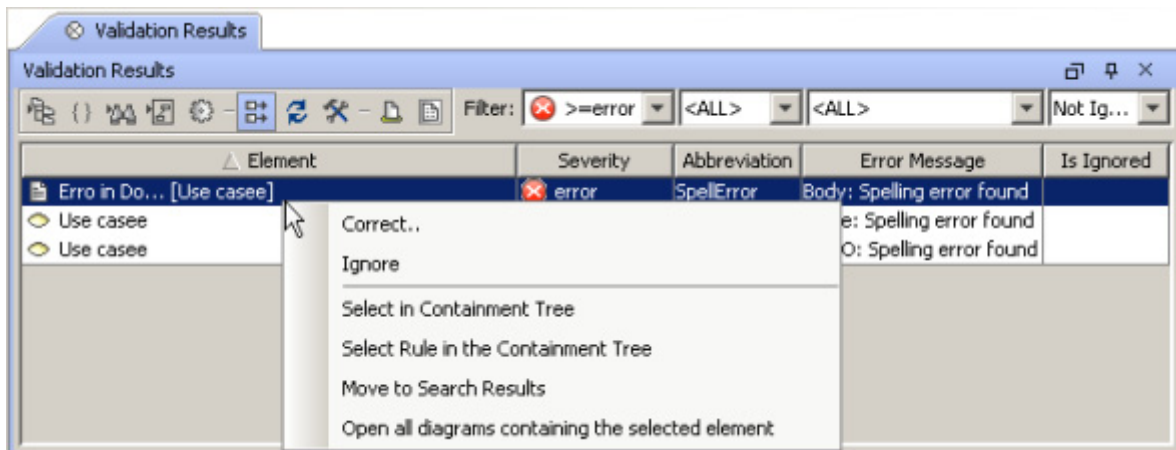 Validation Results
Validation Results
Filter: >=error <ALL> <ALL> Not Ig...
Element Severity Abbreviation Error Message Is Ignored
Erro in Do... [Use casee] error SpellError Body: Spelling error found
Use casee e: Spelling error found
Use casee O: Spelling error found
Correct..
Ignore
Select in Containment Tree
Select Rule in the Containment Tree
Move to Search Results
Open all diagrams containing the selected element